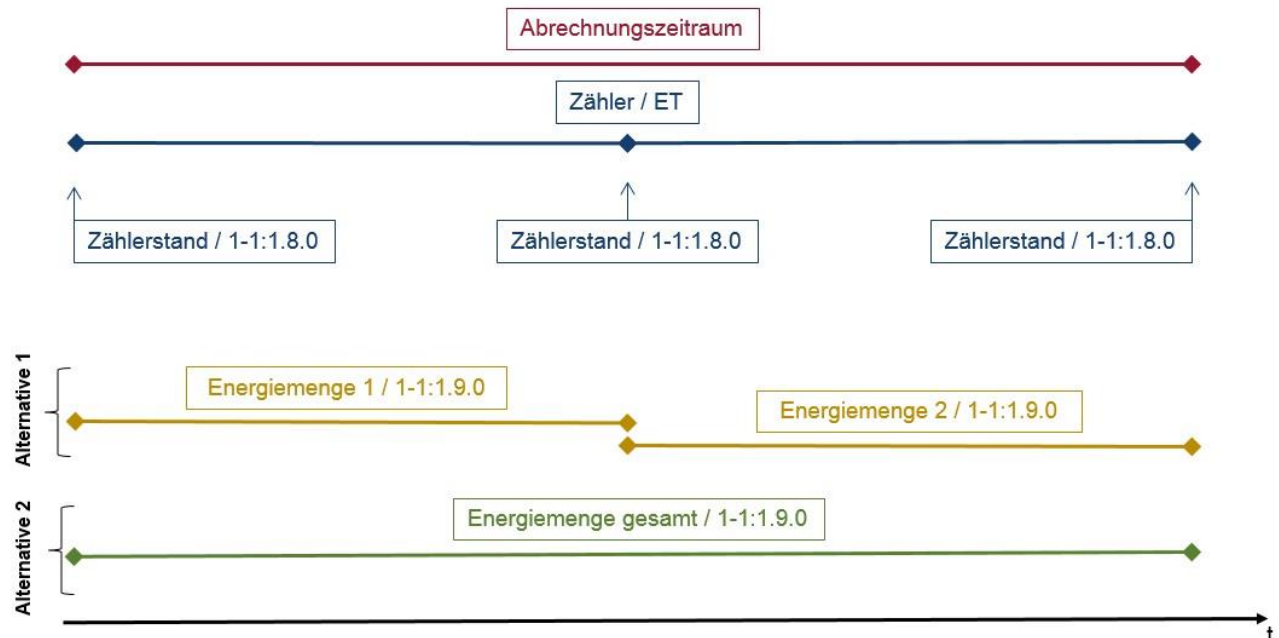 Abrechnungszeitraum
Zähler / ET
Zählerstand / 1-1:1.8.0
Zählerstand / 1-1:1.8.0
Zählerstand / 1-1:1.8.0
Alternative 1
Energiemenge 1 / 1-1:1.9.0
Energiemenge 2 / 1-1:1.9.0
Alternative 2
Energiemenge gesamt / 1-1:1.9.0
t